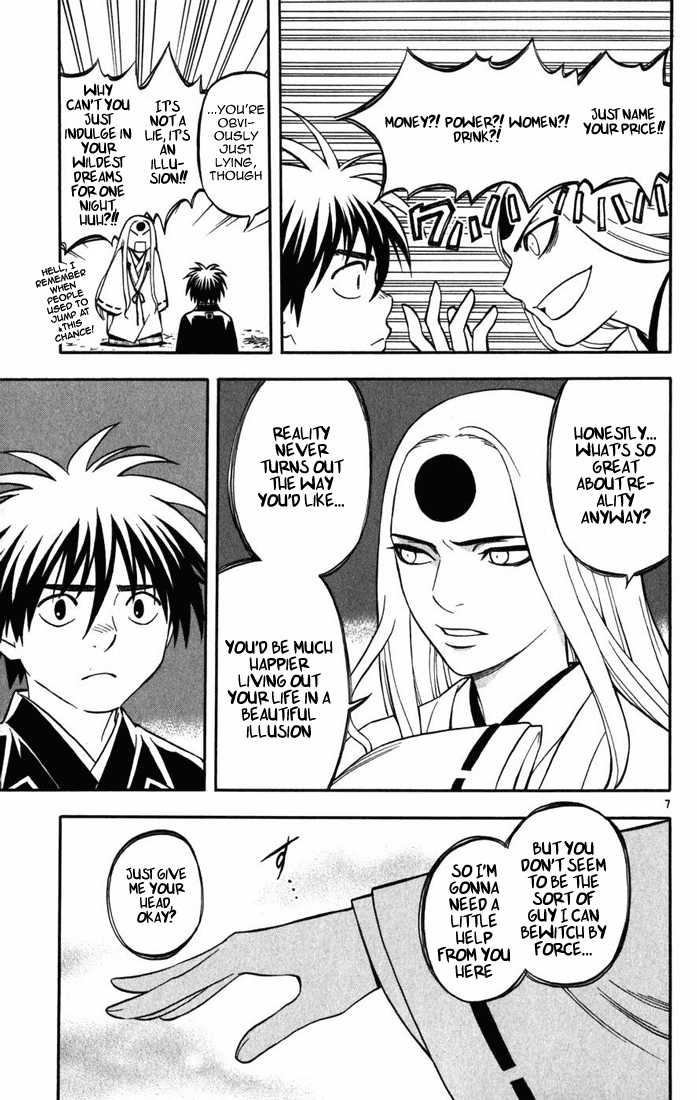 MONEY?! POWER?! WOMEN?!
DRINK?!
JUST NAME
YOUR PRICE!!
...YOU'RE
OBVI-
OUSLY
JUST
LYING,
THOUGH
IT'S
NOT A
LIE, IT'S
AN
ILLU-
SION!!
WHY
CAN'T YOU
JUST
INDULGE IN
YOUR
WILDEST
DREAMS
FOR ONE
NIGHT,
HUH?!!
HELL, I
REMEMBER
WHEN
PEOPLE
USED TO
JUMP AT
THIS
CHANCE!
HONESTLY...
WHAT'S SO
GREAT
ABOUT RE-
ALITY
ANYWAY?
REALITY
NEVER
TURNS OUT
THE WAY
YOU'D LIKE...
YOU'D BE MUCH
HAPPIER
LIVING OUT
YOUR LIFE IN A
BEAUTIFUL
ILLUSION
7
BUT YOU
DON'T SEEM
TO BE THE
SORT OF
GUY I CAN
BEWITCH BY
FORCE...
SO I'M
GONNA
NEED A
LITTLE
HELP
FROM YOU
HERE
す…
JUST GIVE
ME YOUR
HEAD,
OKAY?